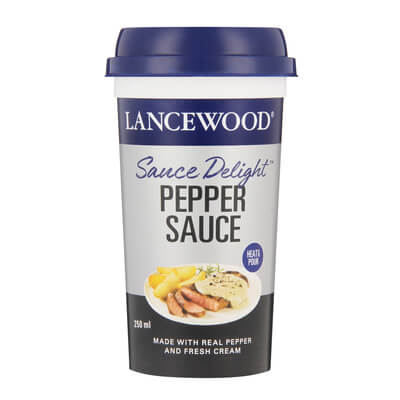 LANCEWOOD®
Sauce Delight™
PEPPER
SAUCE
HEAT &
POUR
250 ml
MADE WITH REAL PEPPER
AND FRESH CREAM